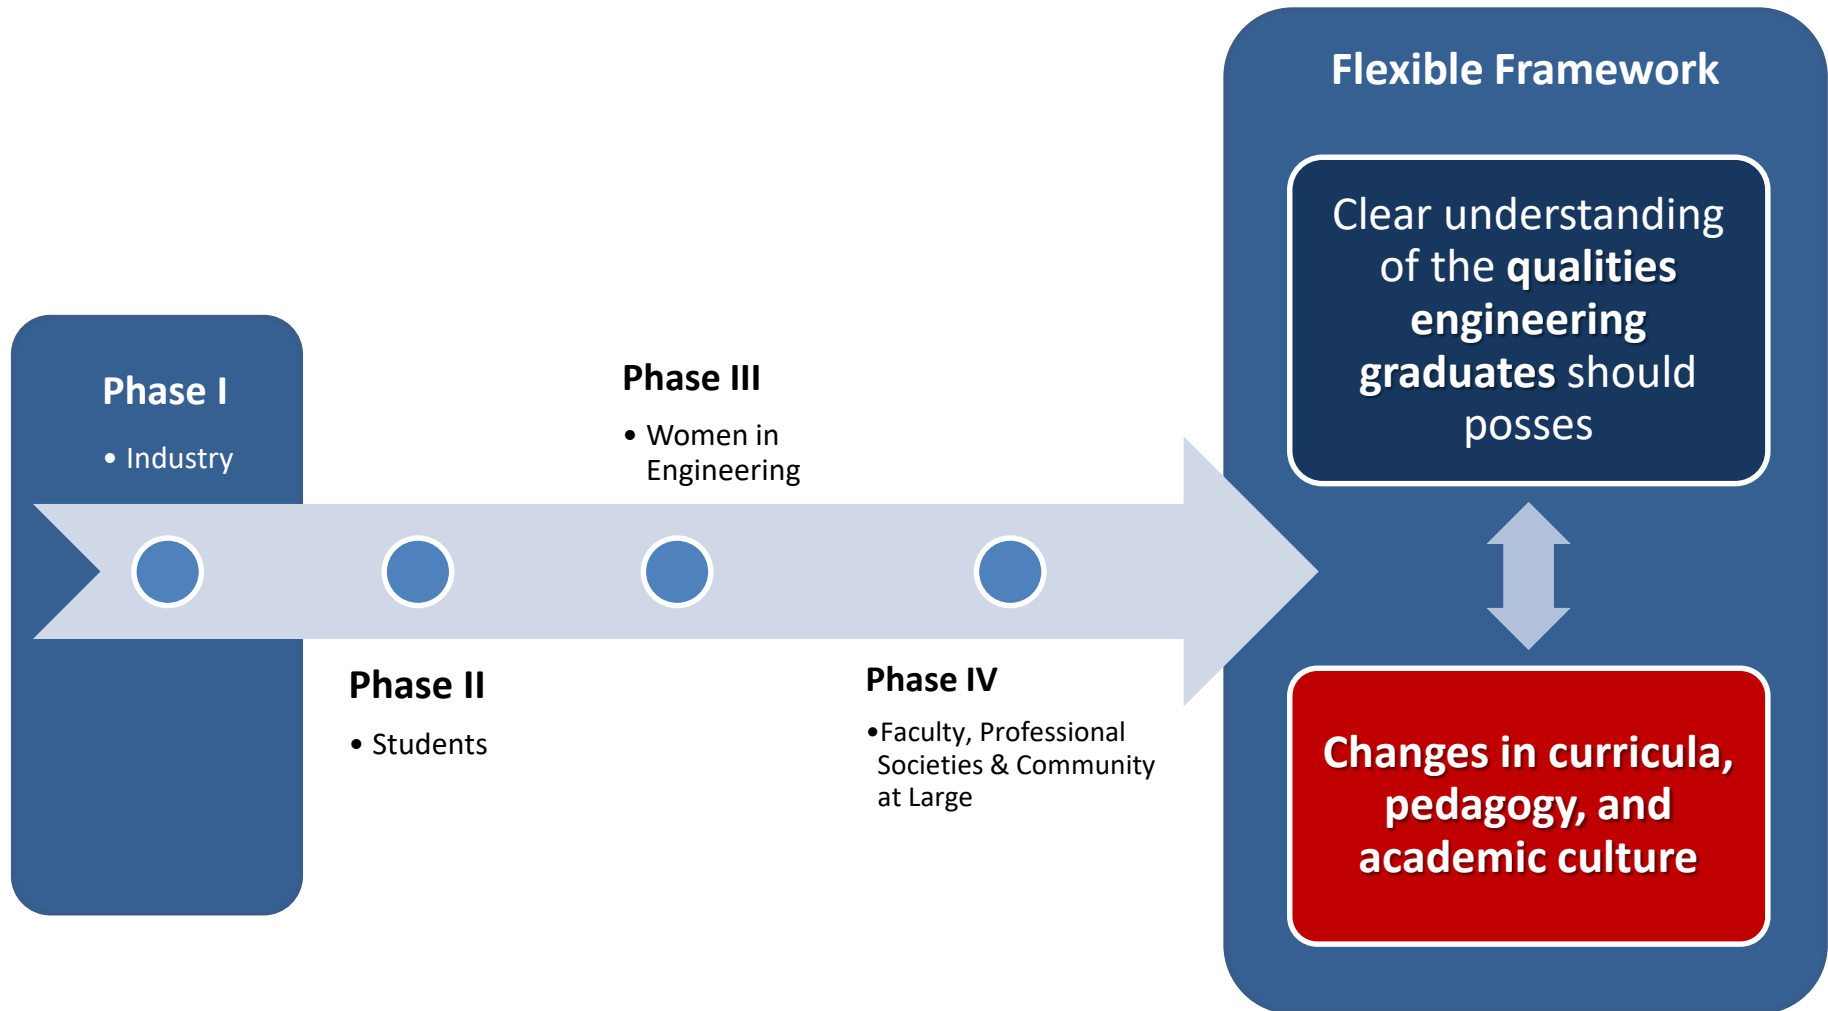 Phase I
• Industry
Phase II
• Students
Phase III
• Women in
Engineering
Phase IV
•Faculty, Professional
Societies & Community
at Large
Flexible Framework
Clear understanding
of the qualities
engineering
graduates should
posses
Changes in curricula,
pedagogy, and
academic culture